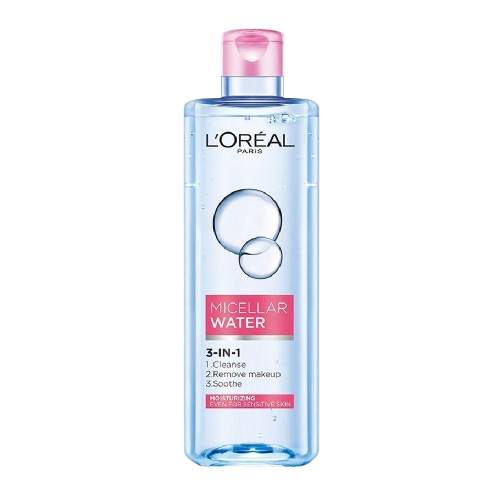 L'ORÉAL
PARIS
MICELLAR
WATER
3-IN-1
1.Cleanse
2.Remove makeup
3.Soothe
MOISTURIZING
EVEN FOR SENSITIVE SKIN